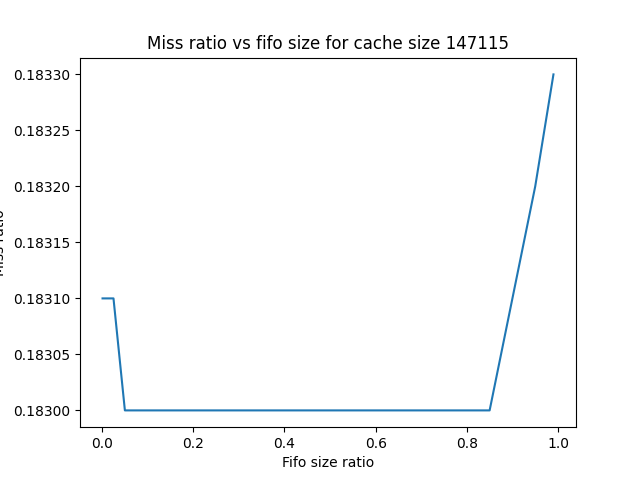 Miss ratio vs fifo size for cache size 147115
0.18330
0.18325
0.18320
0.18315
0.18310
0.18305
0.18300
Miss ratio
0.0 0.2 0.4 0.6 0.8 1.0
Fifo size ratio